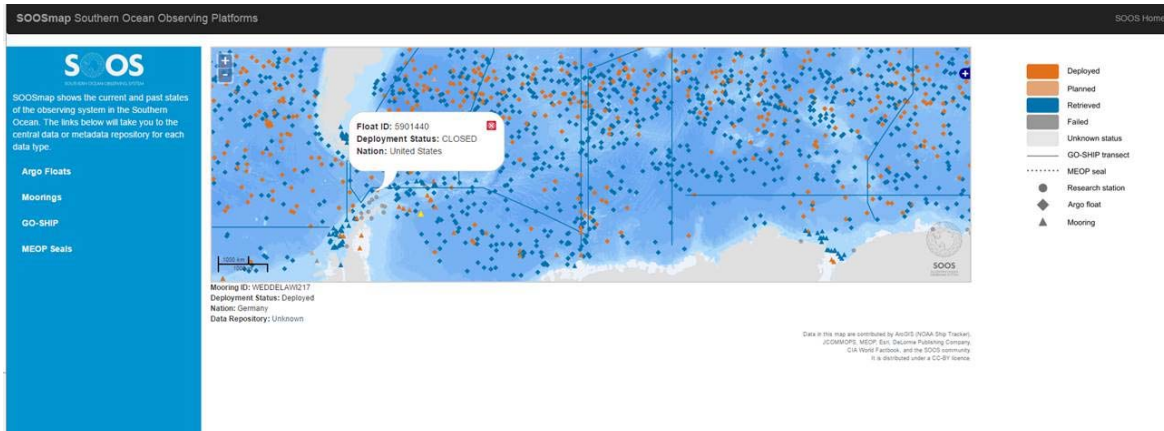 SOOSmap Southern Ocean Observing Platforms
SOOS Home
SOOS
SOUTHERN OCEAN OBSERVING SYSTEM
SOOSmap shows the current and past states
of the observing system in the Southern
Ocean. The links below will take you to the
central data or metadata repository for each
data type.
Argo Floats
Moorings
GO-SHIP
MEOP Seals
+
-
+
Float ID: 5901440
Deployment Status: CLOSED
Nation: United States
1000 km
SOOS
Mooring ID: WEDDELAWI217
Deployment Status: Deployed
Nation: Germany
Data Repository: Unknown
Data in this map are contributed by ArcGIS (NOAA Ship Tracker),
JCOMMOPS, MEOP, Esri, DeLorme Publishing Company,
CIA World Factbook, and the SOOS community.
It is distributed under a CC-BY licence
Deployed
Planned
Retrieved
Failed
Unknown status
GO-SHIP transect
MEOP seal
Research station
Argo float
Mooring